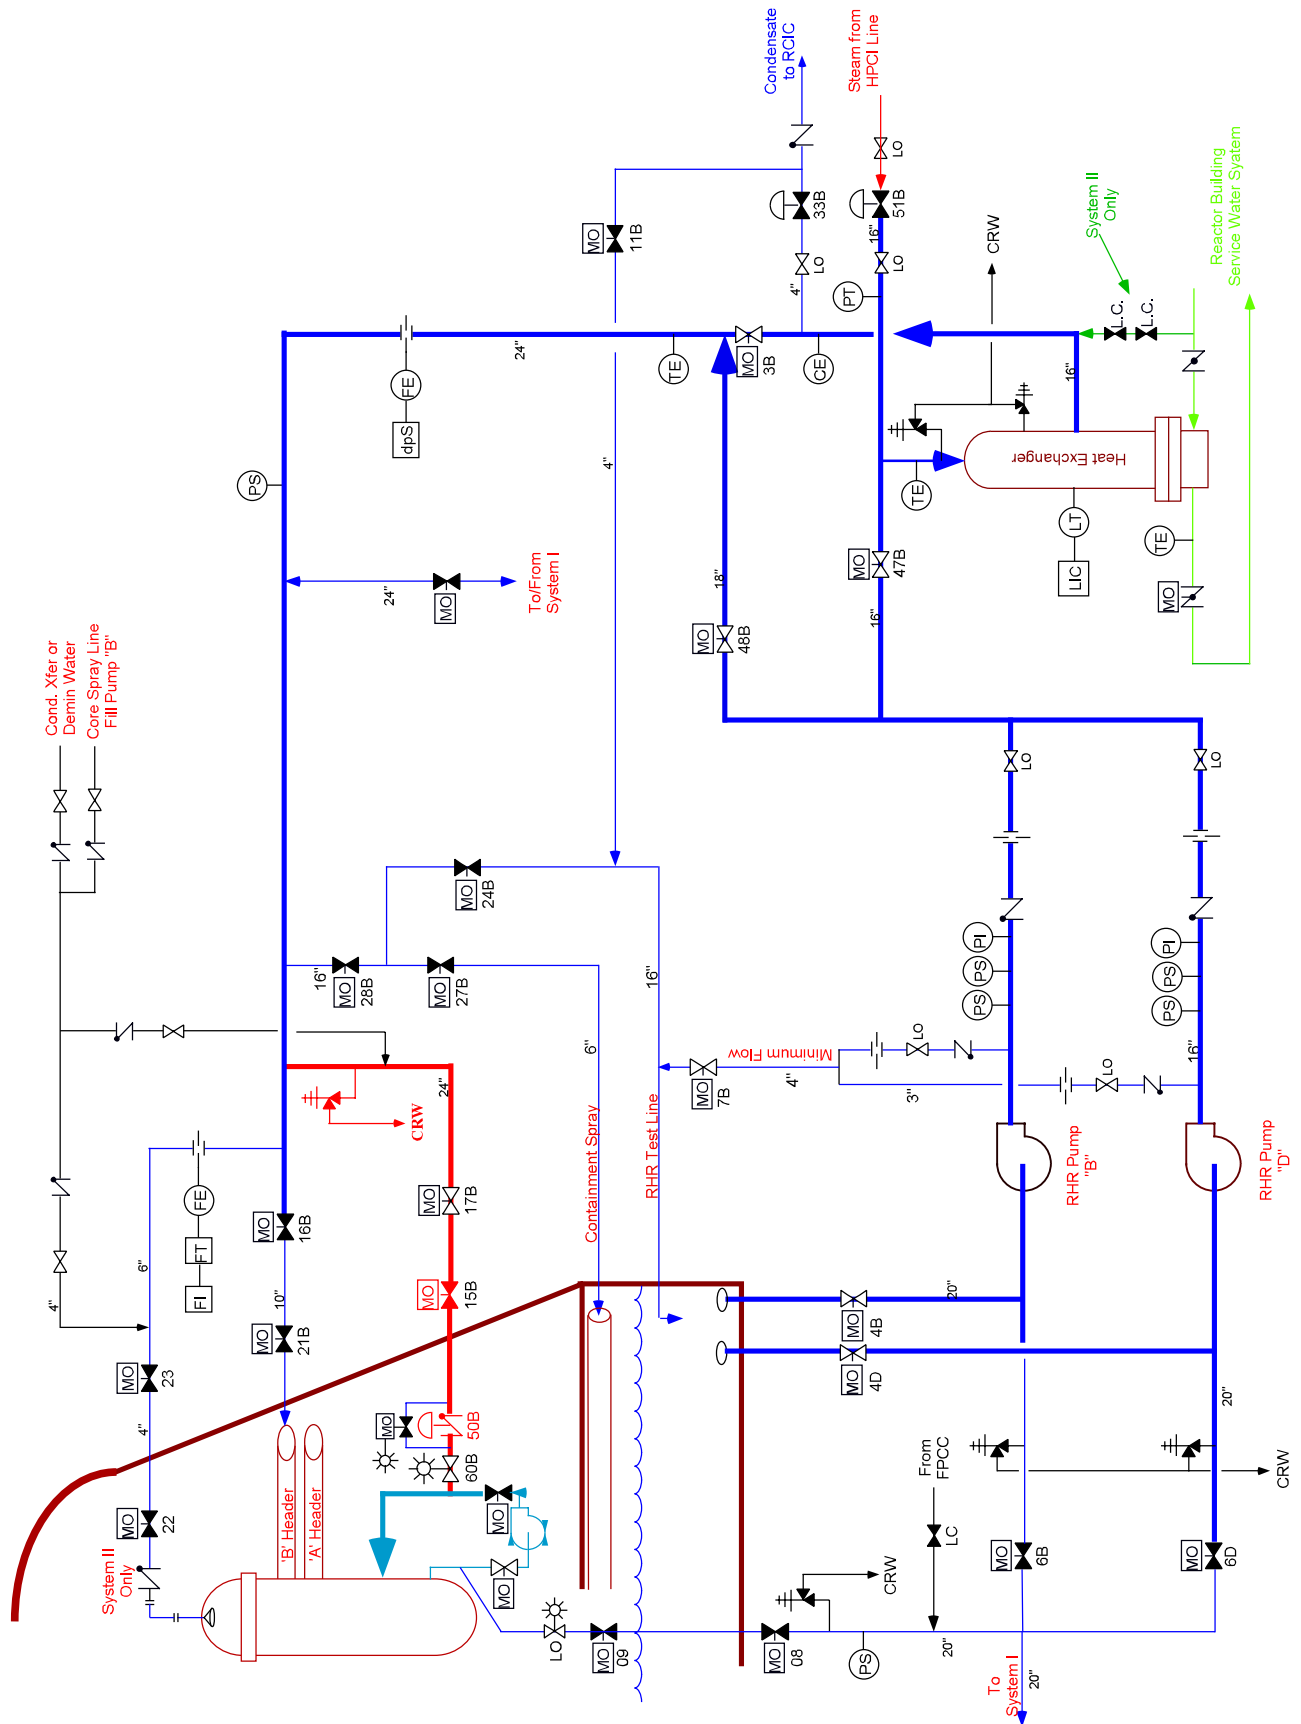 Cond. Xfer or
Demin Water
Core Spray Line
Fill Pump "B"
4"
System II
Only
MO
22
4"
MO
23
6"
FI
FT
FE
'B' Header
'A' Header
MO
21B
10"
MO
16B
PS
24"
MO
To/From
System I
dpS
FE
24"
TE
MO
3B
CE
16"
MO
28B
MO
27B
MO
24B
4"
MO
11B
4"
LO
33B
Condensate
to RCIC
CRW
24"
MO
17B
MO
15B
MO
50B
60B
MO
MO
LO
MO
09
Containment Spray
6"
RHR Test Line
16"
MO
7B
4"
Minimum Flow
3"
LO
LO
MO
48B
18"
MO
47B
16"
PT
LO
16"
51B
LO
Steam from
HPCI Line
TE
CRW
Heat Exchanger
LT
LIC
16"
System II
Only
L.C.
L.C.
TE
MO
Reactor Building
Service Water Syatem
MO
08
PS
CRW
20"
From
FPCC
LC
MO
4B
MO
4D
20"
20"
To
System I
20"
MO
6B
MO
6D
CRW
RHR Pump
"B"
PS
PS
PI
LO
RHR Pump
"D"
16"
PS
PS
PI
LO